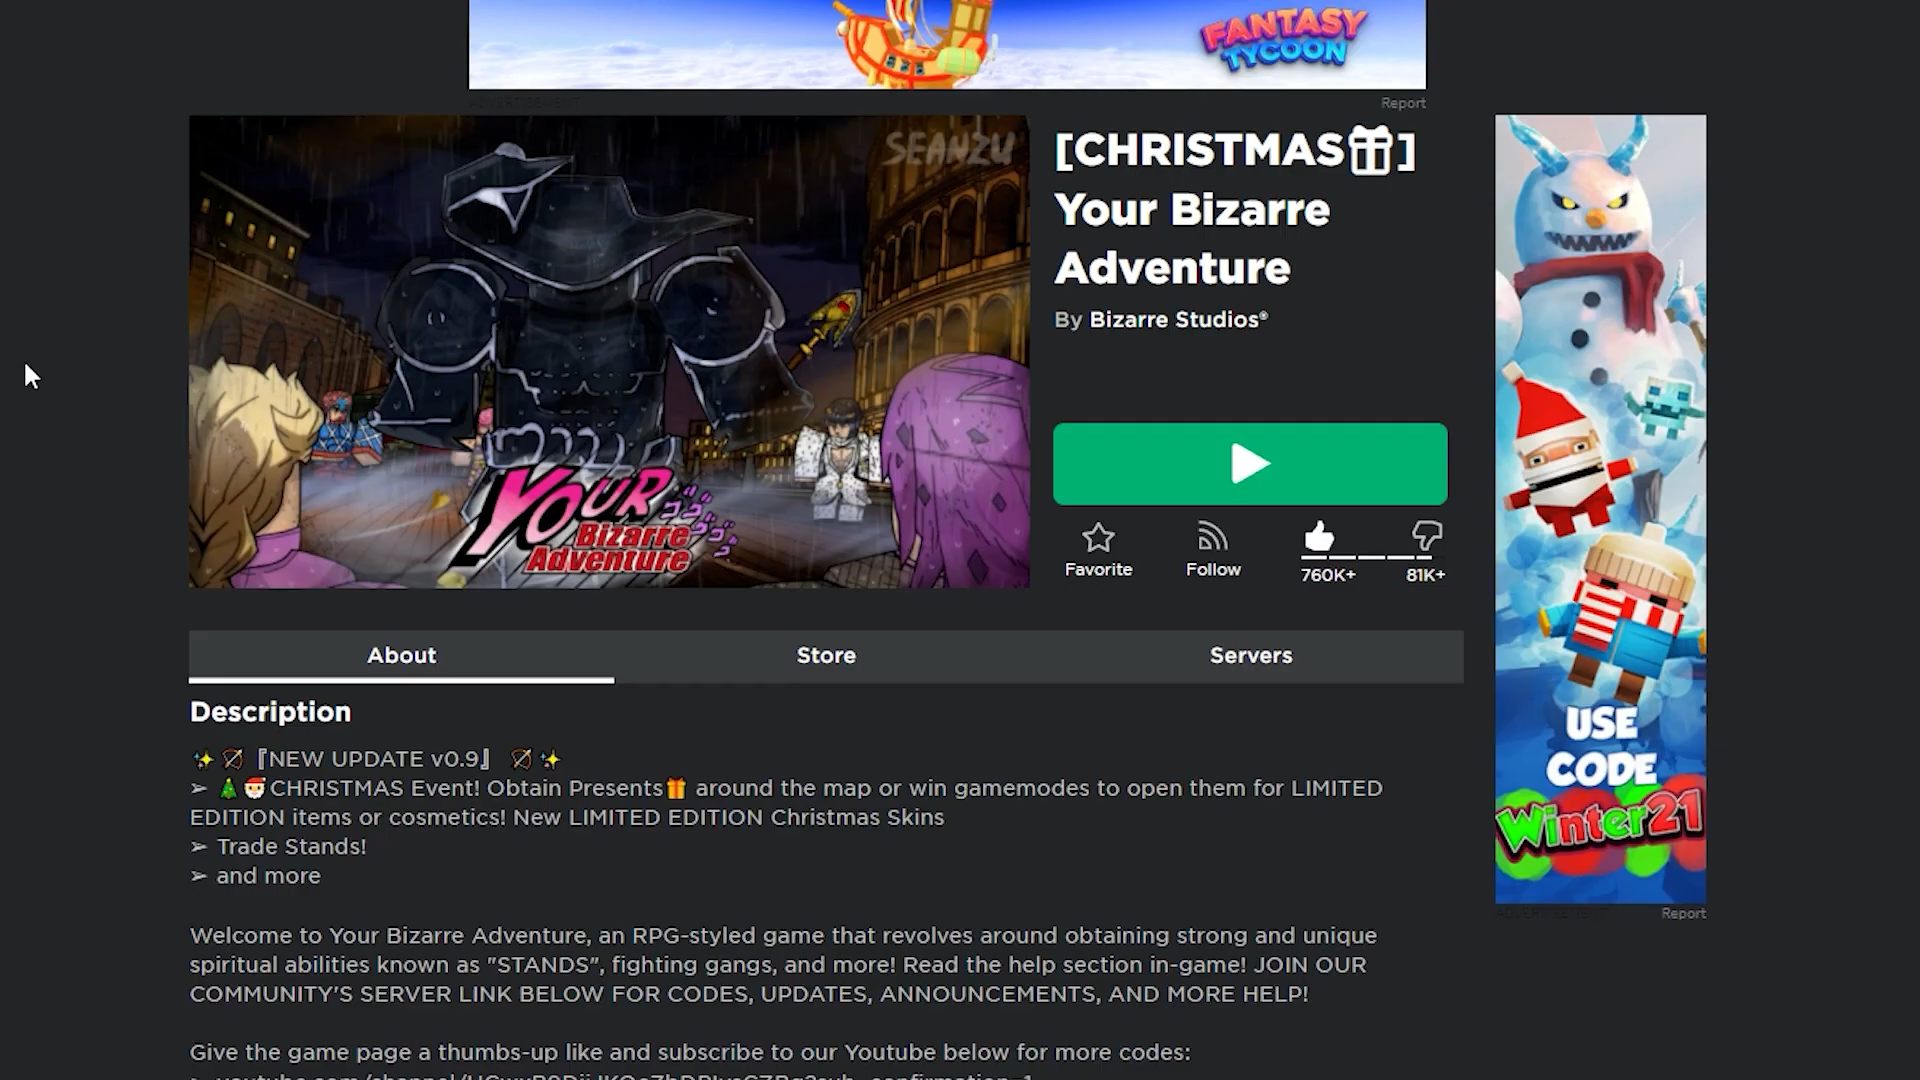 FANTASY
TYCOON
ADVERTISEMENT
Report
SEANZU
[CHRISTMAS🎁]
Your Bizarre
Adventure
By Bizarre Studios®
YOUR
Bizarre
Adventure
ゴゴゴゴ
Favorite
Follow
760K+
81K+
About
Store
Servers
Description
✨🏹『NEW UPDATE v0.9』 🏹✨
➢ 🎄🎅CHRISTMAS Event! Obtain Presents🎁 around the map or win gamemodes to open them for LIMITED
EDITION items or cosmetics! New LIMITED EDITION Christmas Skins
➢ Trade Stands!
➢ and more
Welcome to Your Bizarre Adventure, an RPG-styled game that revolves around obtaining strong and unique
spiritual abilities known as "STANDS", fighting gangs, and more! Read the help section in-game! JOIN OUR
COMMUNITY'S SERVER LINK BELOW FOR CODES, UPDATES, ANNOUNCEMENTS, AND MORE HELP!
Give the game page a thumbs-up like and subscribe to our Youtube below for more codes:
USE
CODE
Winter21
ADVERTISEMENT
Report